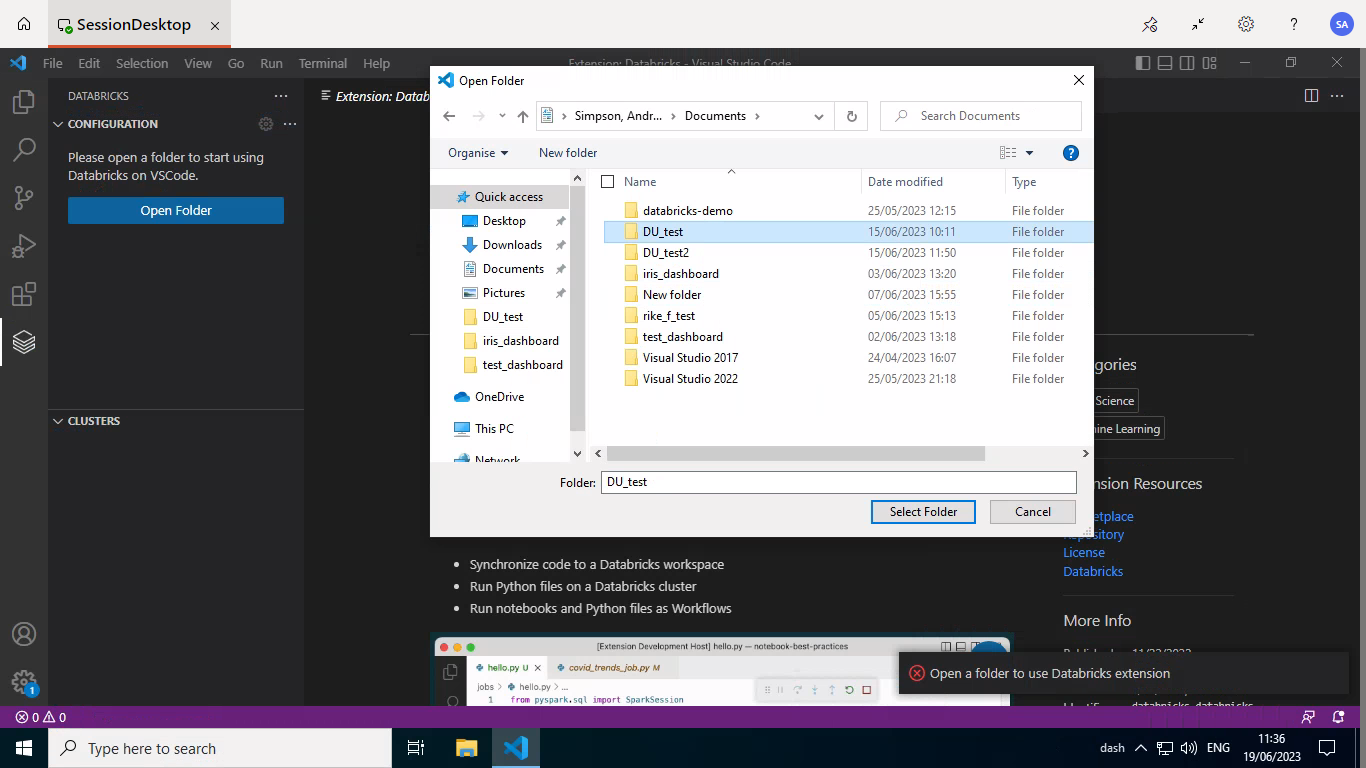 SessionDesktop
SA
File Edit Selection View Go Run Terminal Help
Extension: Databricks - Visual Studio Code
DATABRICKS
CONFIGURATION
Please open a folder to start using
Databricks on VSCode.
Open Folder
CLUSTERS
Extension: Datab
Open Folder
Simpson, Andr... Documents
Search Documents
Organise New folder
Quick access
Desktop
Downloads
Documents
Pictures
DU_test
iris_dashboard
test_dashboard
OneDrive
This PC
Network
Name Date modified Type
databricks-demo 25/05/2023 12:15 File folder
DU_test 15/06/2023 10:11 File folder
DU_test2 15/06/2023 11:50 File folder
iris_dashboard 03/06/2023 13:20 File folder
New folder 07/06/2023 15:55 File folder
rike_f_test 05/06/2023 15:13 File folder
test_dashboard 02/06/2023 13:18 File folder
Visual Studio 2017 24/04/2023 16:07 File folder
Visual Studio 2022 25/05/2023 21:18 File folder
Folder: DU_test
Select Folder Cancel
gories
Science
ine Learning
nsion Resources
etplace
Repository
License
Databricks
More Info
Synchronize code to a Databricks workspace
Run Python files on a Databricks cluster
Run notebooks and Python files as Workflows
[Extension Development Host] hello.py — notebook-best-practices
hello.py U covid_trends_job.py M
jobs > hello.py > ...
1 from pyspark.sql import SparkSession
Open a folder to use Databricks extension
0 0
1
Type here to search
dash ENG
11:36
19/06/2023